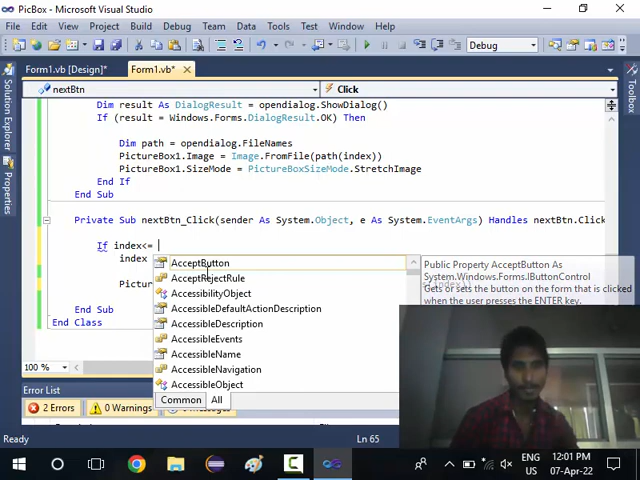 PicBox - Microsoft Visual Studio
File Edit View Project Build Debug Team Data Tools Test Window Help
Debug
Form1.vb [Design]* Form1.vb*
nextBtn Click
Solution Explorer
Properties
Toolbox
Dim result As DialogResult = opendialog.ShowDialog()
If (result = Windows.Forms.DialogResult.OK) Then
Dim path = opendialog.FileNames
PictureBox1.Image = Image.FromFile(path(index))
PictureBox1.SizeMode = PictureBoxSizeMode.StretchImage
End If
End Sub
Private Sub nextBtn_Click(sender As System.Object, e As System.EventArgs) Handles nextBtn.Click
If index<=
index
Pictur
End Sub
End Class
AcceptButton
AcceptRejectRule
AccessibilityObject
AccessibleDefaultActionDescription
AccessibleDescription
AccessibleEvents
AccessibleName
AccessibleNavigation
AccessibleObject
Common All
Public Property AcceptButton As
System.Windows.Forms.IButtonControl
Gets or sets the button on the form that is clicked
when the user presses the ENTER key.
100 %
Error List
2 Errors 0 Warnings
Ready Ln 65
12:01 PM
07-Apr-22
ENG
US